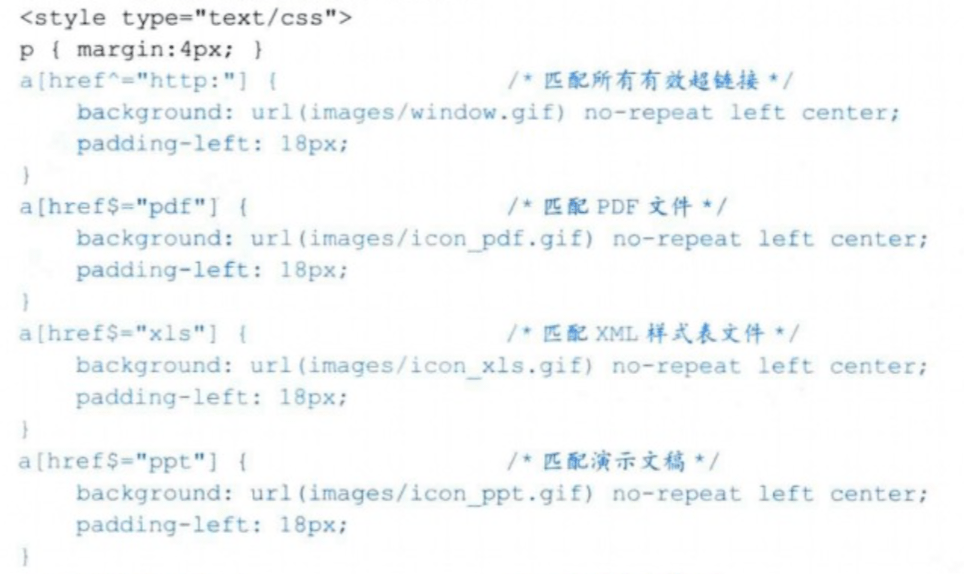 <style type="text/css">
p { margin:4px; }
a[href^="http:"] { /* 匹配所有有效超链接 */
background: url(images/window.gif) no-repeat left center;
padding-left: 18px;
}
a[href$="pdf"] { /* 匹配 PDF 文件 */
background: url(images/icon_pdf.gif) no-repeat left center;
padding-left: 18px;
}
a[href$="xls"] { /* 匹配 XML 样式表文件 */
background: url(images/icon_xls.gif) no-repeat left center;
padding-left: 18px;
}
a[href$="ppt"] { /* 匹配演示文稿 */
background: url(images/icon_ppt.gif) no-repeat left center;
padding-left: 18px;
}